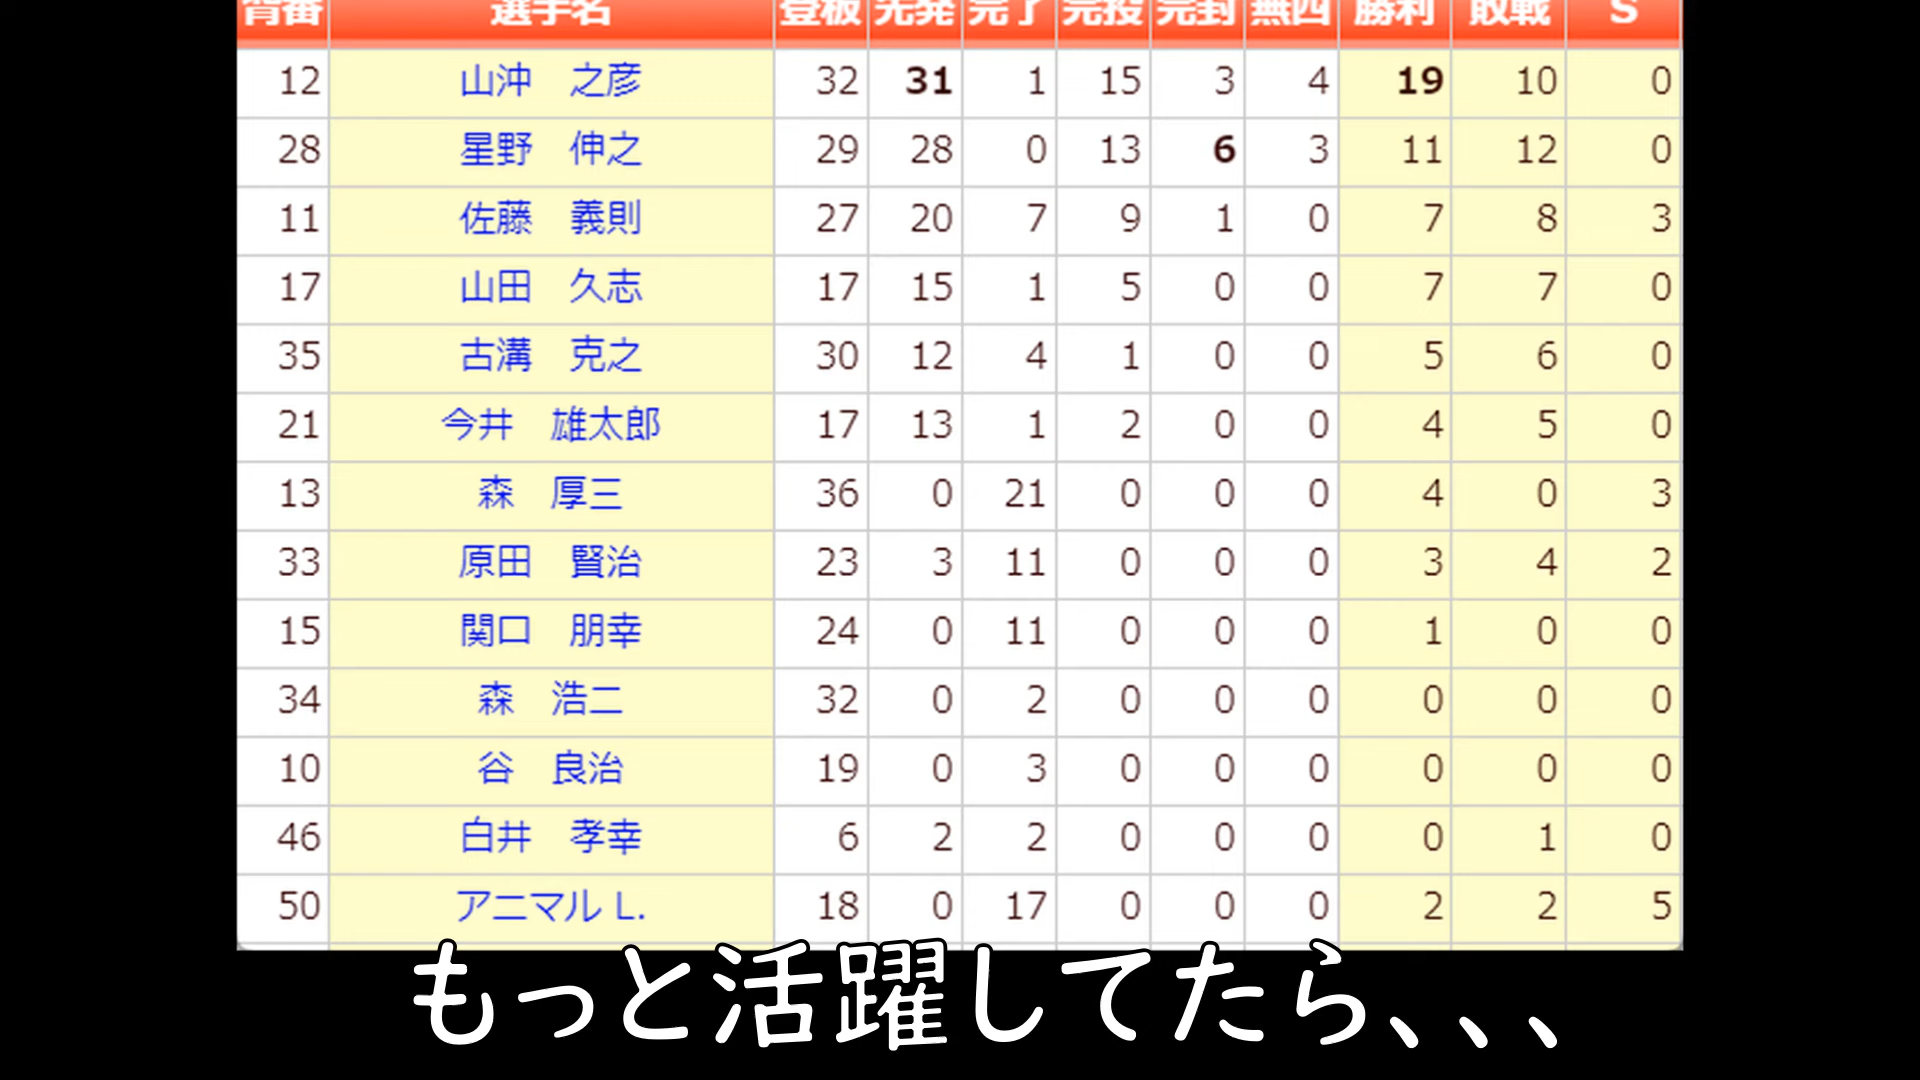 背番 選手名 登板 先発 完了 完投 完封 無四 勝利 敗戦 S
12 山沖 之彦 32 31 1 15 3 4 19 10 0
28 星野 伸之 29 28 0 13 6 3 11 12 0
11 佐藤 義則 27 20 7 9 1 0 7 8 3
17 山田 久志 17 15 1 5 0 0 7 7 0
35 古溝 克之 30 12 4 1 0 0 5 6 0
21 今井 雄太郎 17 13 1 2 0 0 4 5 0
13 森 厚三 36 0 21 0 0 0 4 0 3
33 原田 賢治 23 3 11 0 0 0 3 4 2
15 関口 朋幸 24 0 11 0 0 0 1 0 0
34 森 浩二 32 0 2 0 0 0 0 0 0
10 谷 良治 19 0 3 0 0 0 0 0 0
46 白井 孝幸 6 2 2 0 0 0 0 1 0
50 アニマル L. 18 0 17 0 0 0 2 2 5
もっと活躍してたら、、、